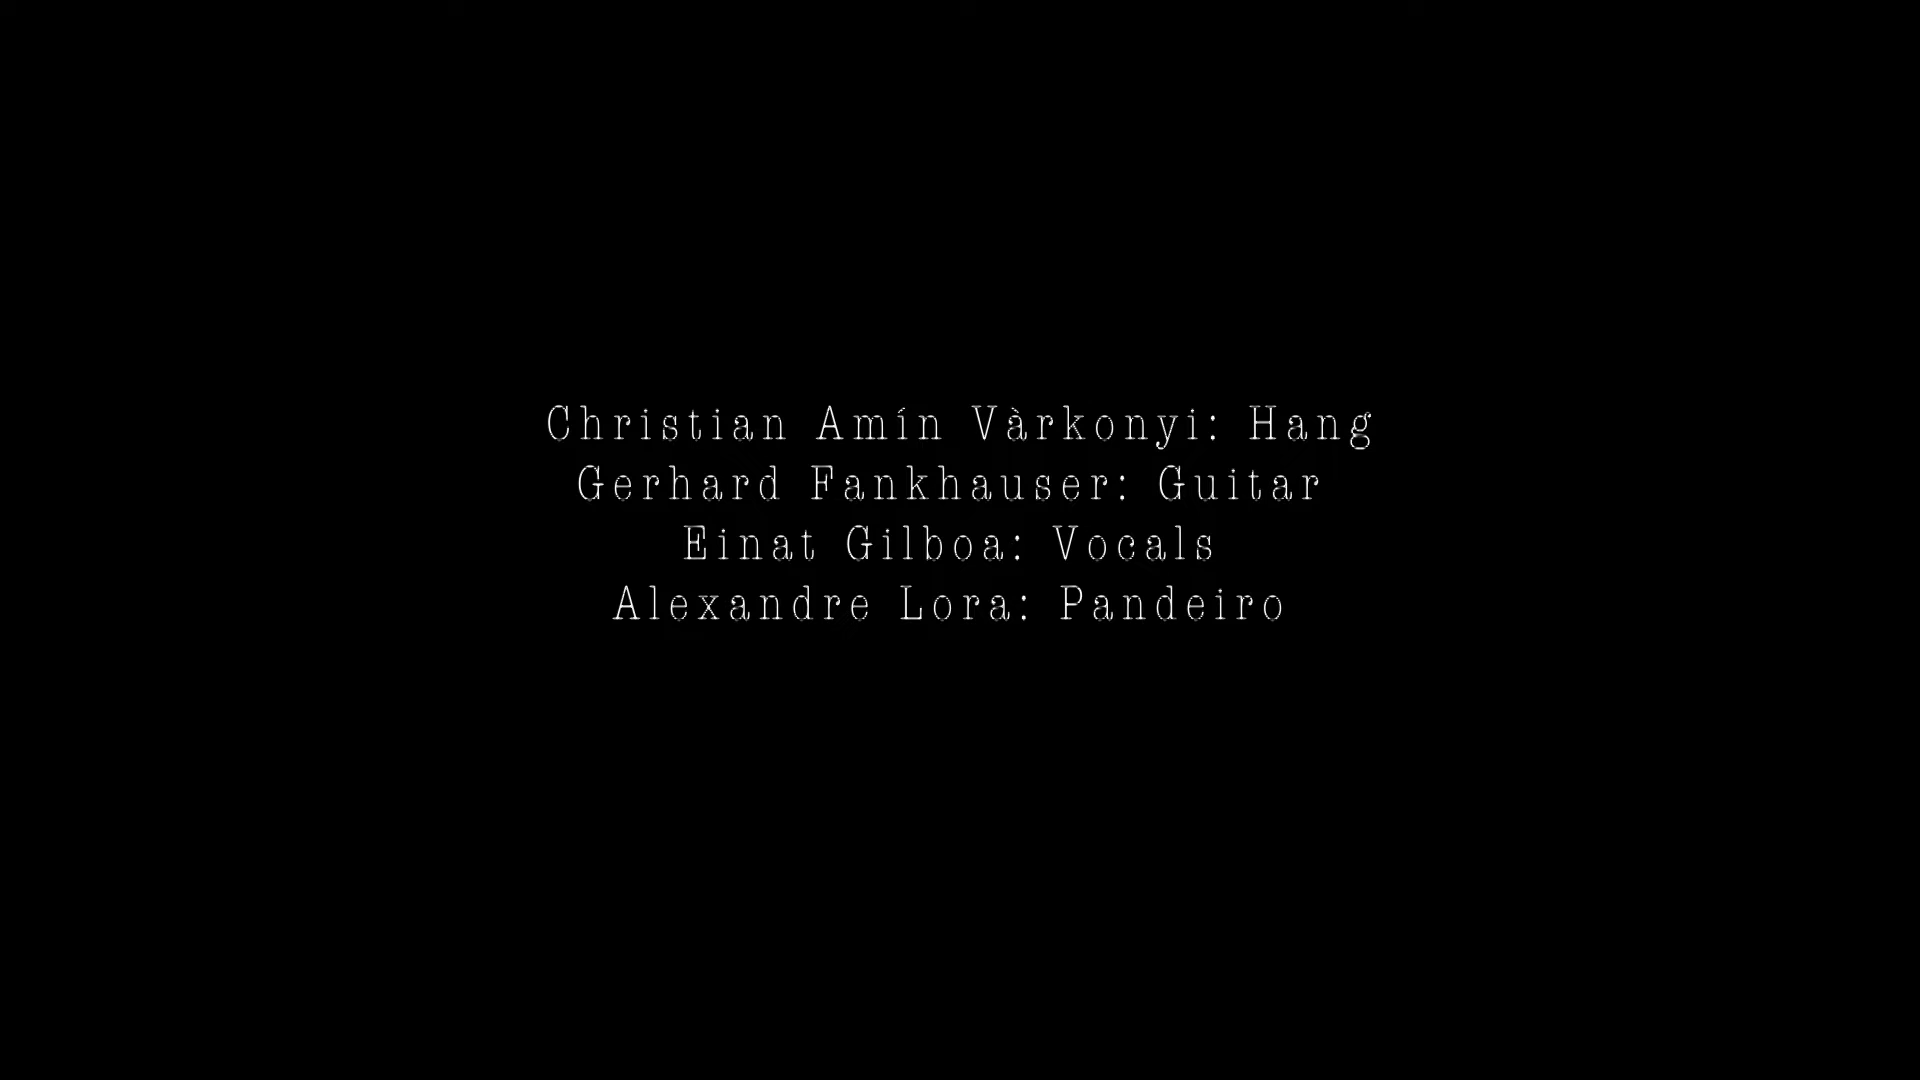 Christian Amín Vàrkonyi: Hang
Gerhard Fankhauser: Guitar
Einat Gilboa: Vocals
Alexandre Lora: Pandeiro